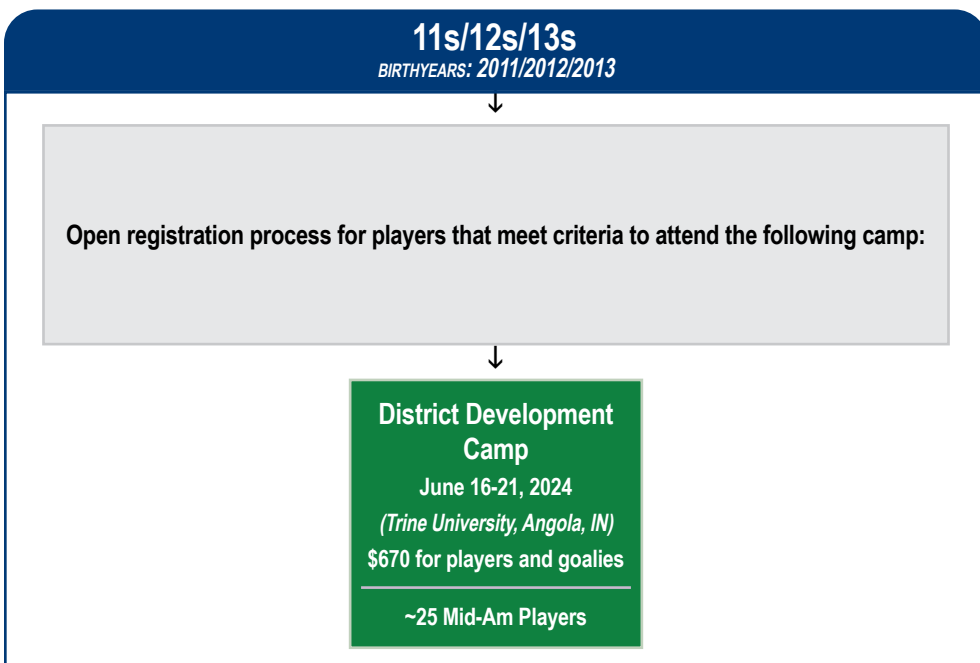 11s/12s/13s
BIRTHYEARS: 2011/2012/2013
Open registration process for players that meet criteria to attend the following camp:
District Development
Camp
June 16-21, 2024
(Trine University, Angola, IN)
$670 for players and goalies
~25 Mid-Am Players